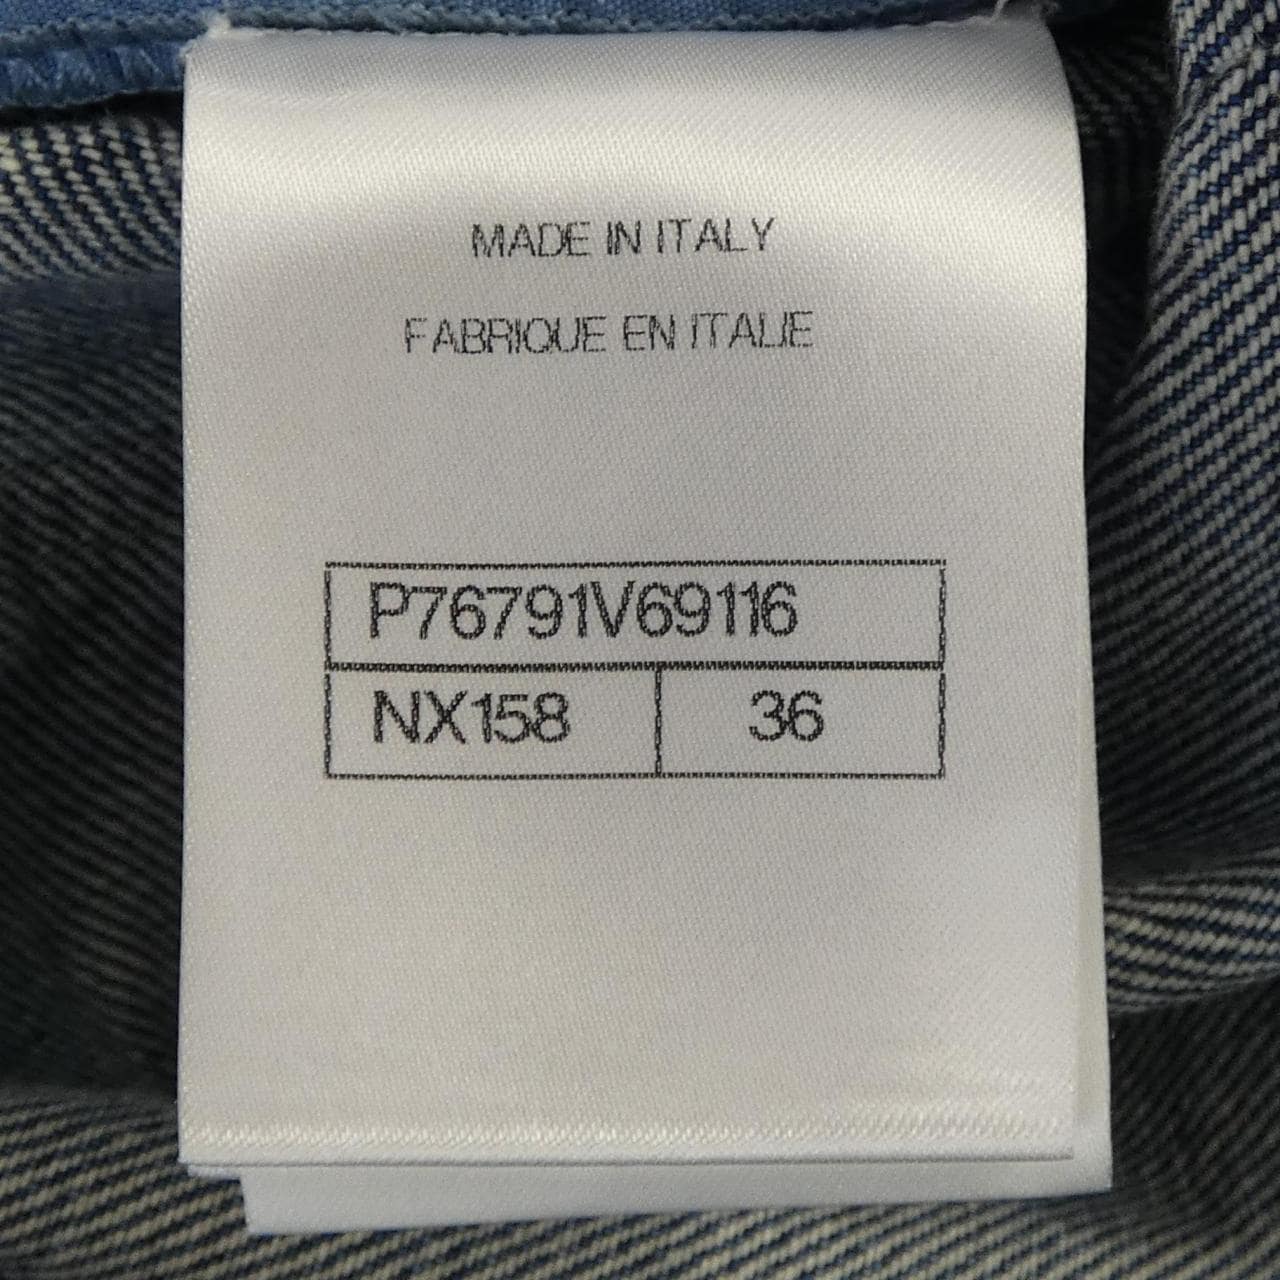 MADE IN ITALY
FABRIQUE EN ITALIE
P76791V69116
NX158 36